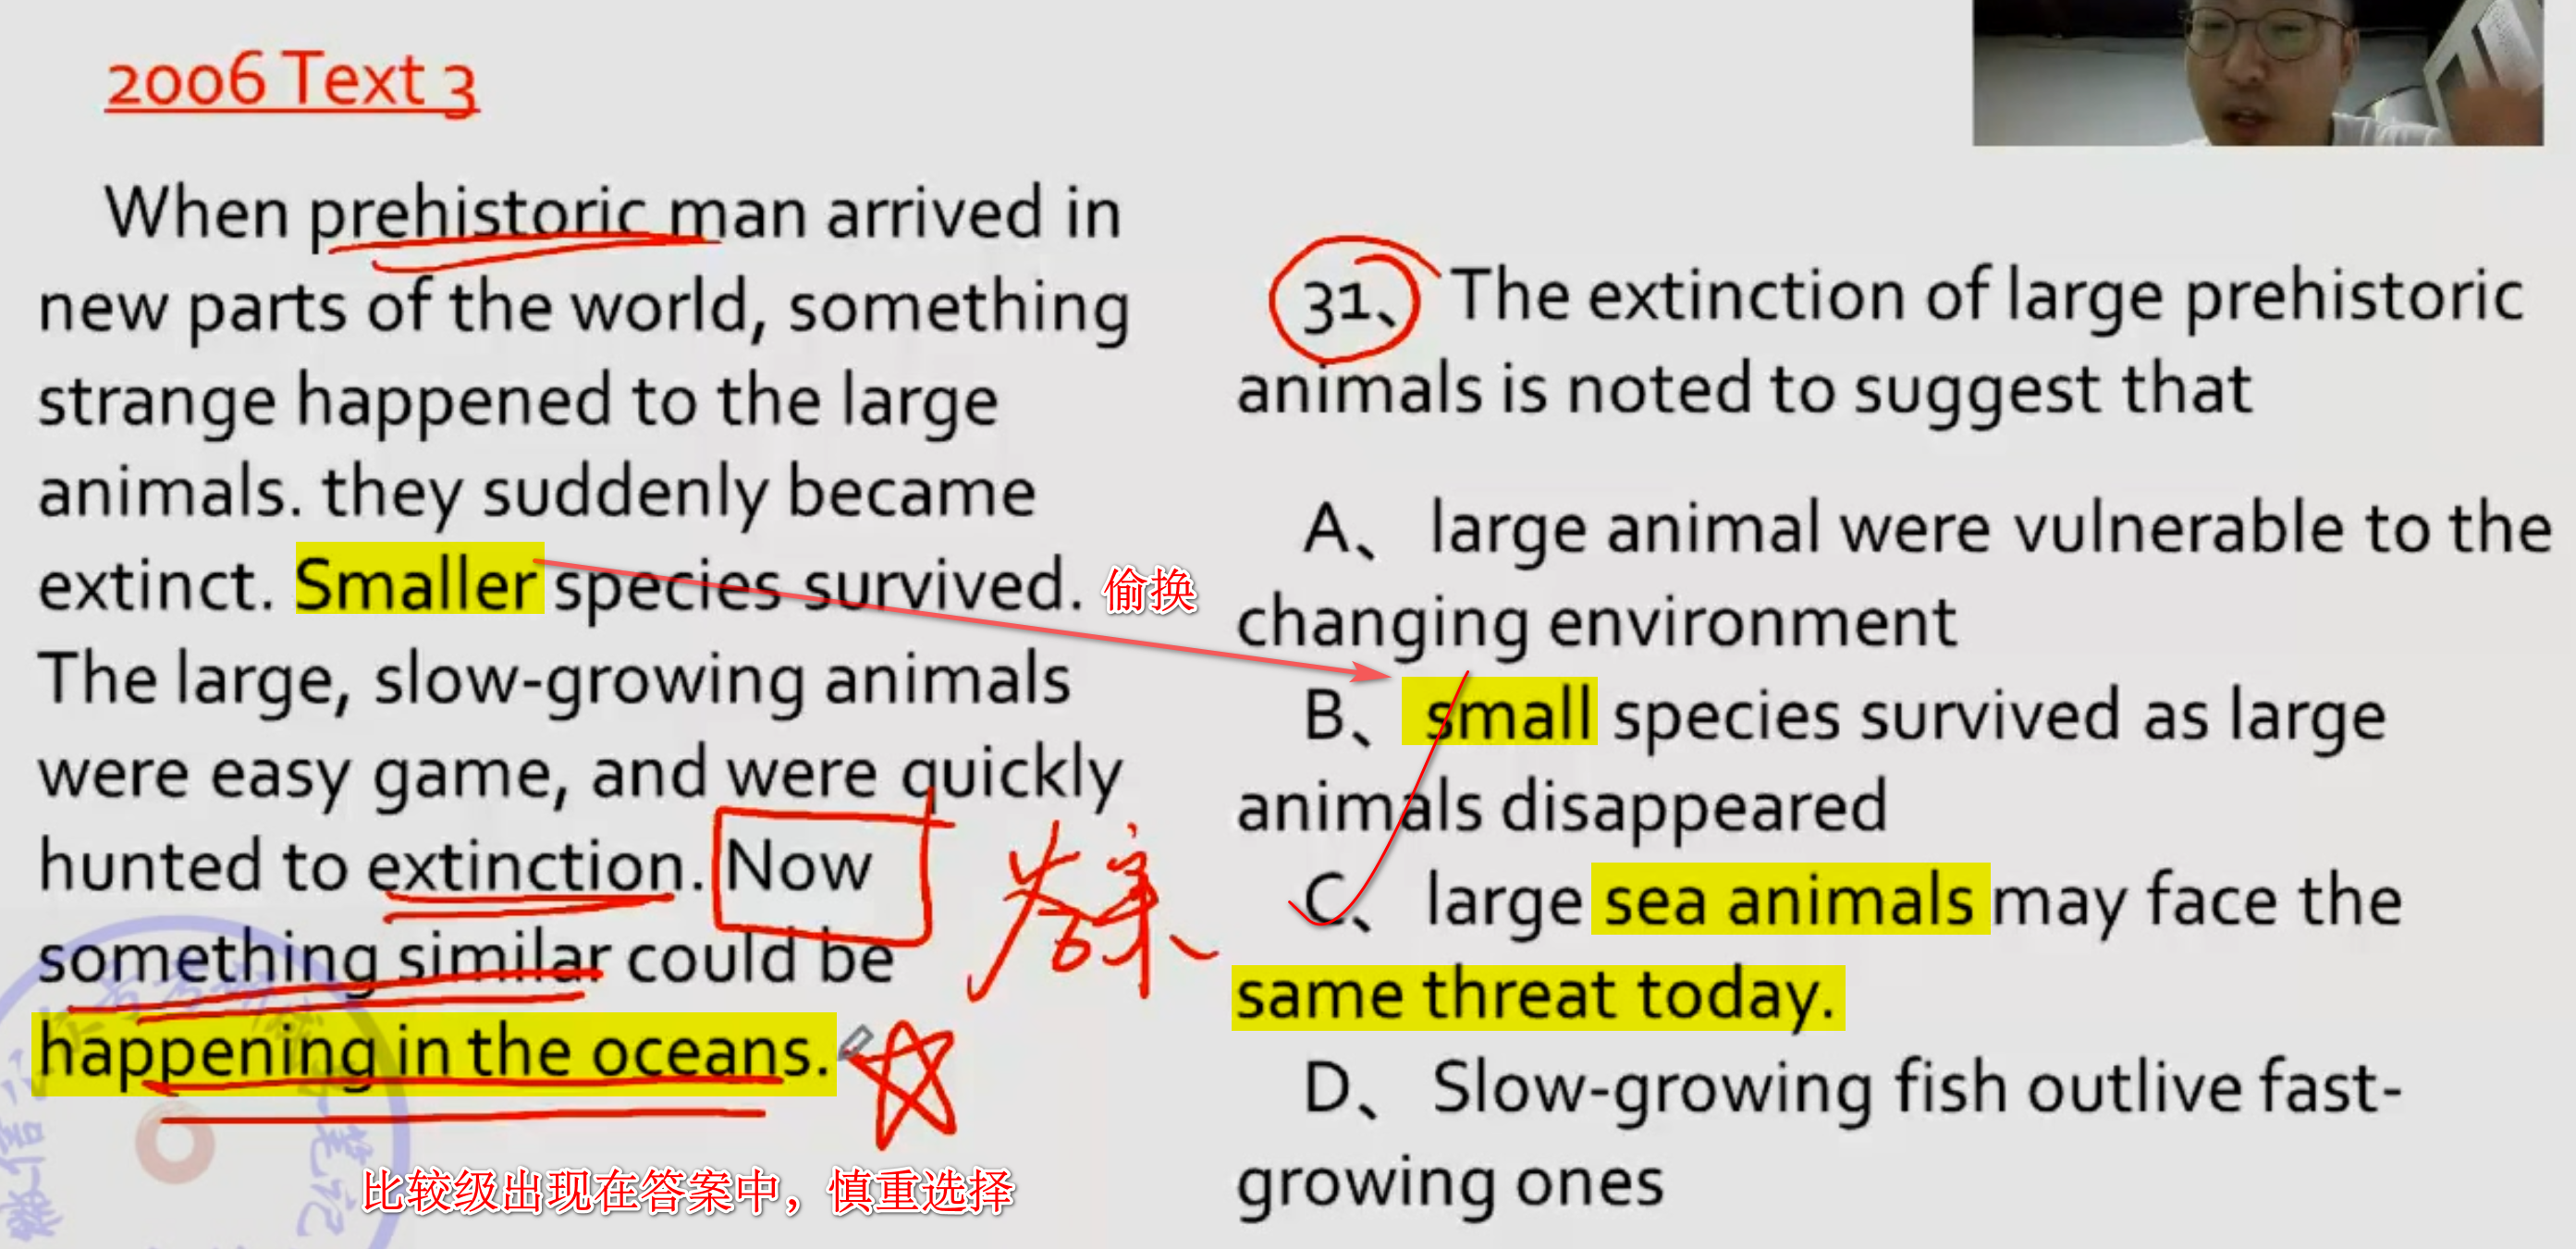 2006 Text 3
When prehistoric man arrived in
new parts of the world, something
strange happened to the large
animals. they suddenly became
extinct. Smaller species survived.
偷换
The large, slow-growing animals
were easy game, and were quickly
hunted to extinction. Now
something similar could be
happening in the oceans.
答案
比较级出现在答案中，慎重选择
31、 The extinction of large prehistoric
animals is noted to suggest that
A、 large animal were vulnerable to the
changing environment
B、 small species survived as large
animals disappeared
C、 large sea animals may face the
same threat today.
D、 Slow-growing fish outlive fast-
growing ones